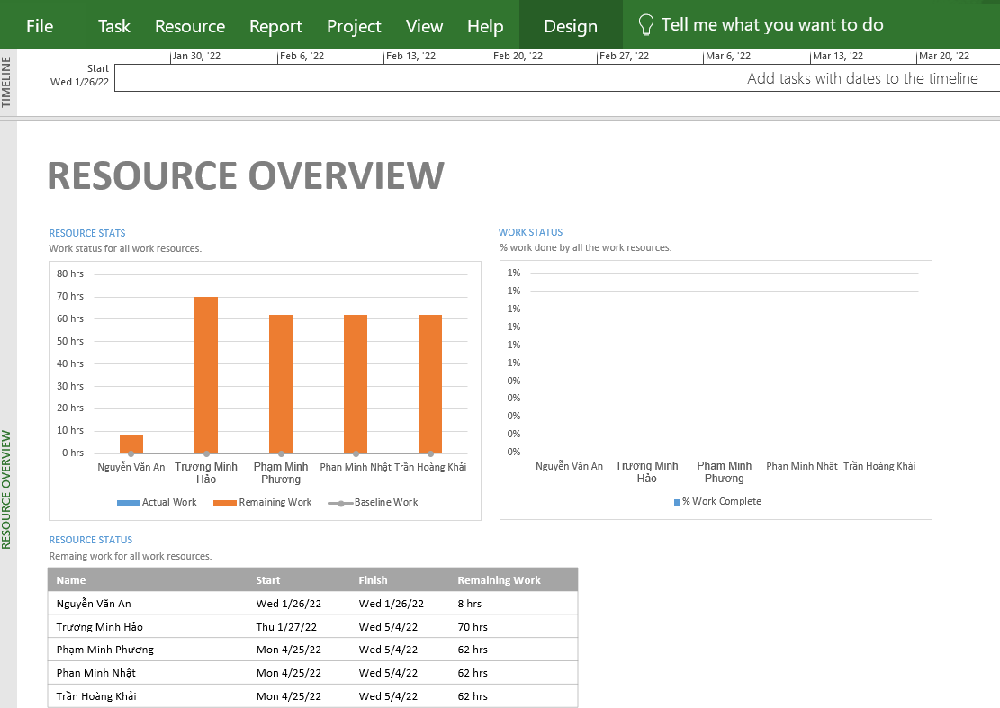 File Task Resource Report Project View Help Design Tell me what you want to do
TIMELINE
Jan 30, '22 Feb 6, '22 Feb 13, '22 Feb 20, '22 Feb 27, '22 Mar 6, '22 Mar 13, '22 Mar 20, '22
Start
Wed 1/26/22
Add tasks with dates to the timeline
RESOURCE OVERVIEW
RESOURCE OVERVIEW
RESOURCE STATS
Work status for all work resources.
80 hrs
70 hrs
60 hrs
50 hrs
40 hrs
30 hrs
20 hrs
10 hrs
0 hrs
Nguyễn Văn An Trương Minh Hảo Phạm Minh Phương Phan Minh Nhật Trần Hoàng Khải
Actual Work Remaining Work Baseline Work
WORK STATUS
% work done by all the work resources.
1%
1%
1%
1%
1%
1%
0%
0%
0%
0%
0%
Nguyễn Văn An Trương Minh Hảo Phạm Minh Phương Phan Minh Nhật Trần Hoàng Khải
% Work Complete
RESOURCE STATUS
Remaing work for all work resources.
Name Start Finish Remaining Work
Nguyễn Văn An Wed 1/26/22 Wed 1/26/22 8 hrs
Trương Minh Hảo Thu 1/27/22 Wed 5/4/22 70 hrs
Phạm Minh Phương Mon 4/25/22 Wed 5/4/22 62 hrs
Phan Minh Nhật Mon 4/25/22 Wed 5/4/22 62 hrs
Trần Hoàng Khải Mon 4/25/22 Wed 5/4/22 62 hrs